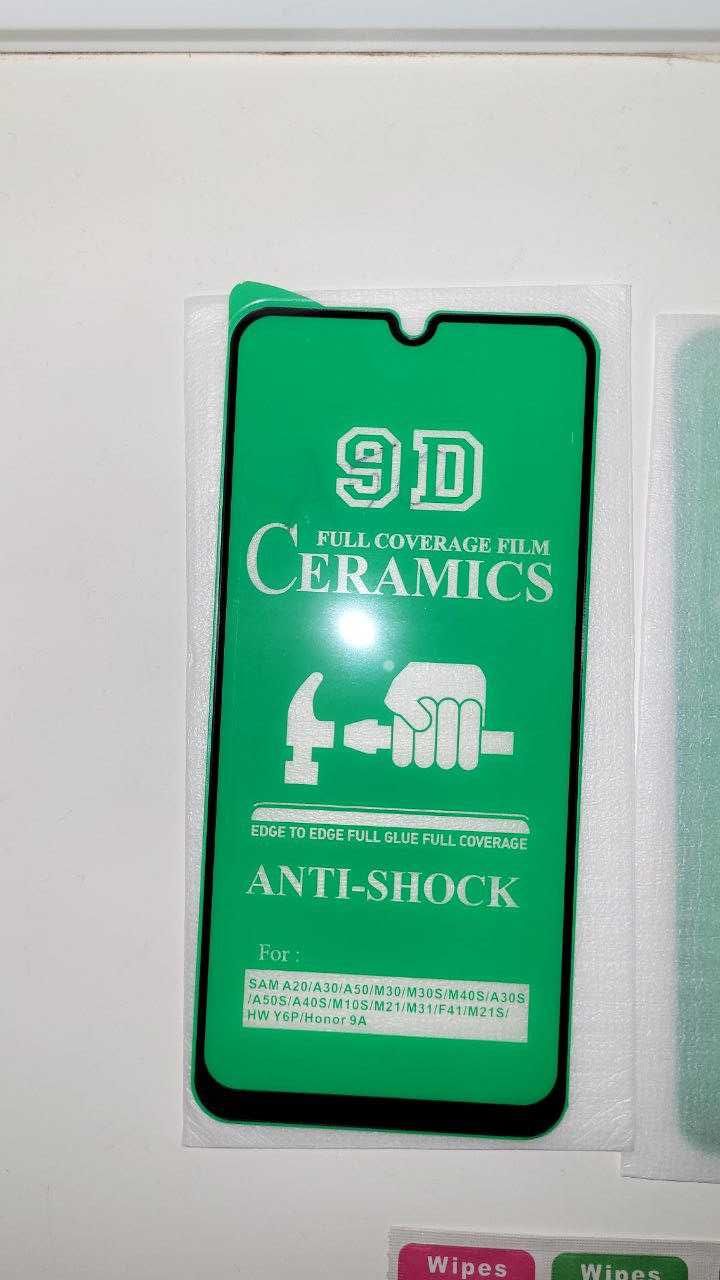 9D
FULL COVERAGE FILM
CERAMICS
EDGE TO EDGE FULL GLUE FULL COVERAGE
ANTI-SHOCK
For :
SAM A20/A30/A50/M30/M30S/M40S/A30S
/A50S/A40S/M10S/M21/M31/F41/M21S/
HW Y6P/Honor 9A
Wipes
Wipes